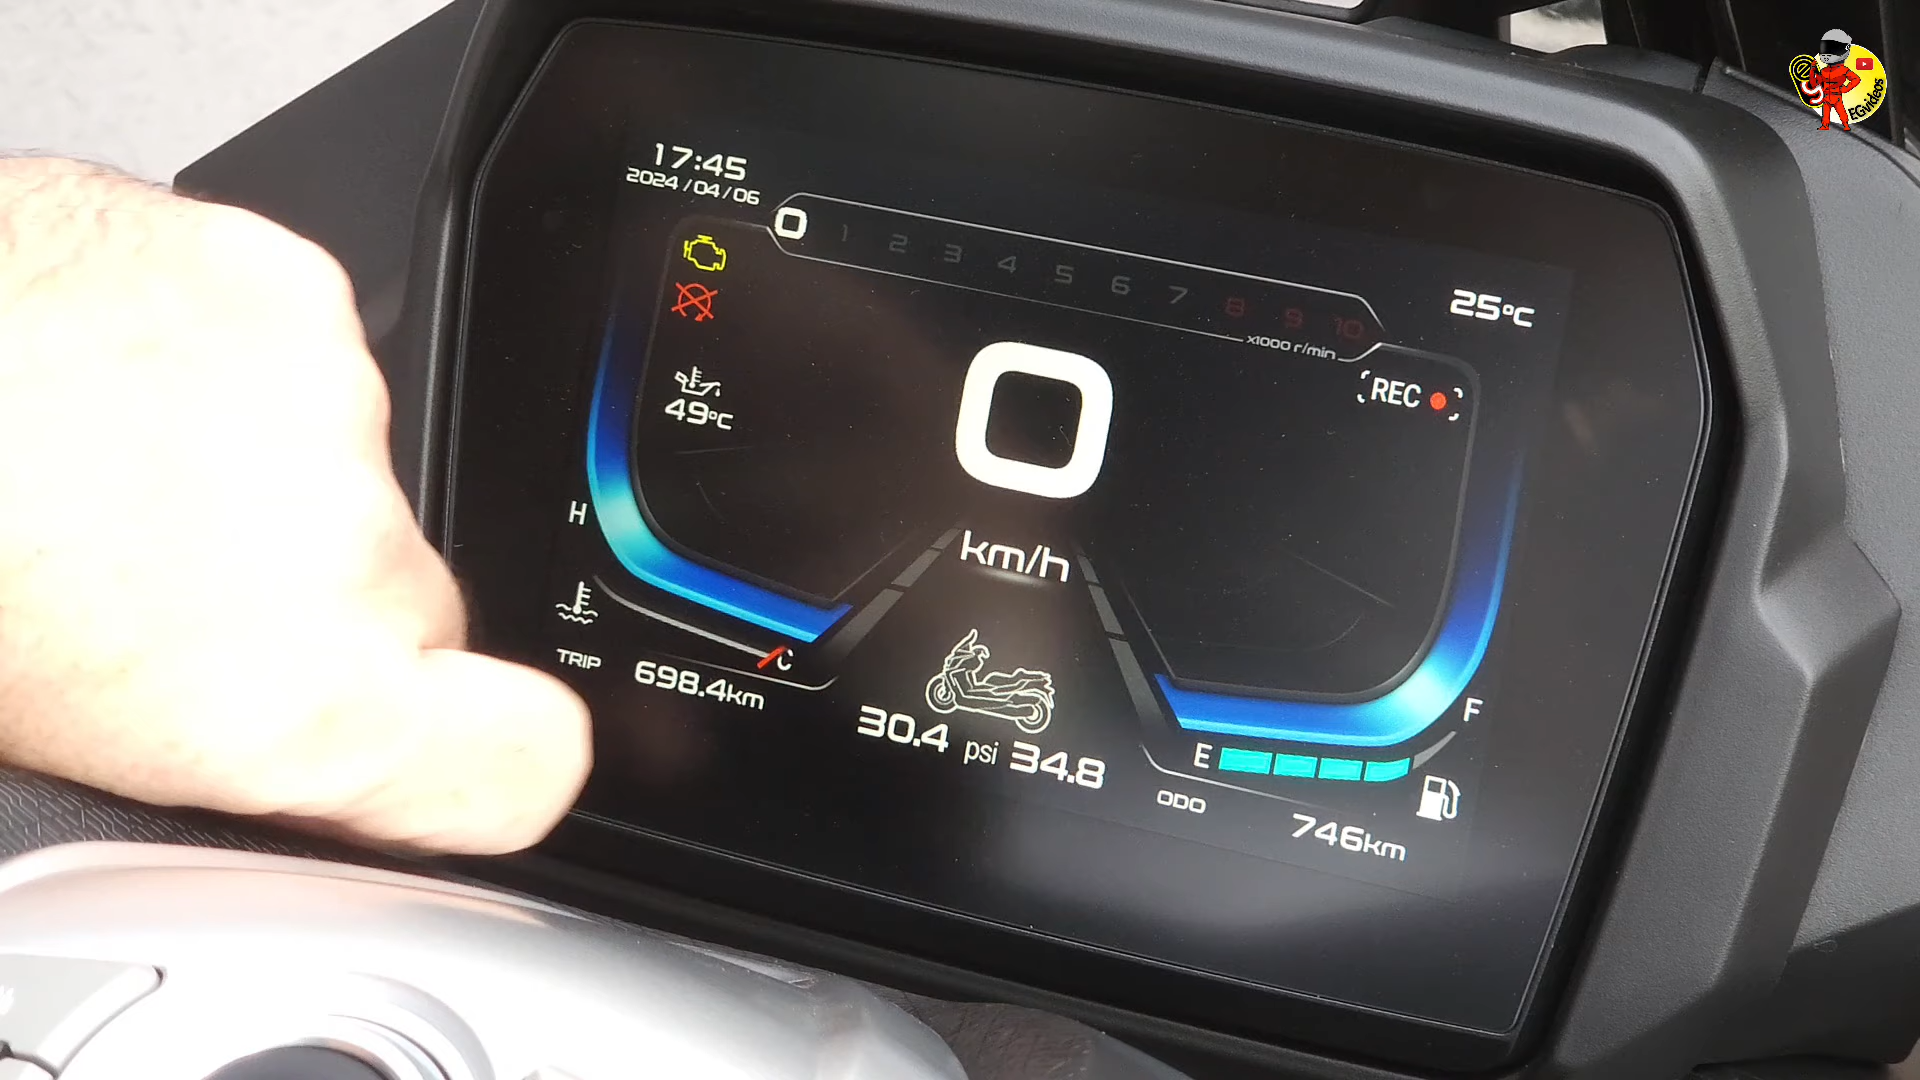 17:45
2024/04/06
0 1 2 3 4 5 6 7 8 9 10
x1000 r/min
25°C
REC
49°C
0
km/h
H
C
TRIP 698.4km
30.4 psi 34.8
E
F
ODO
746km
EGvideos